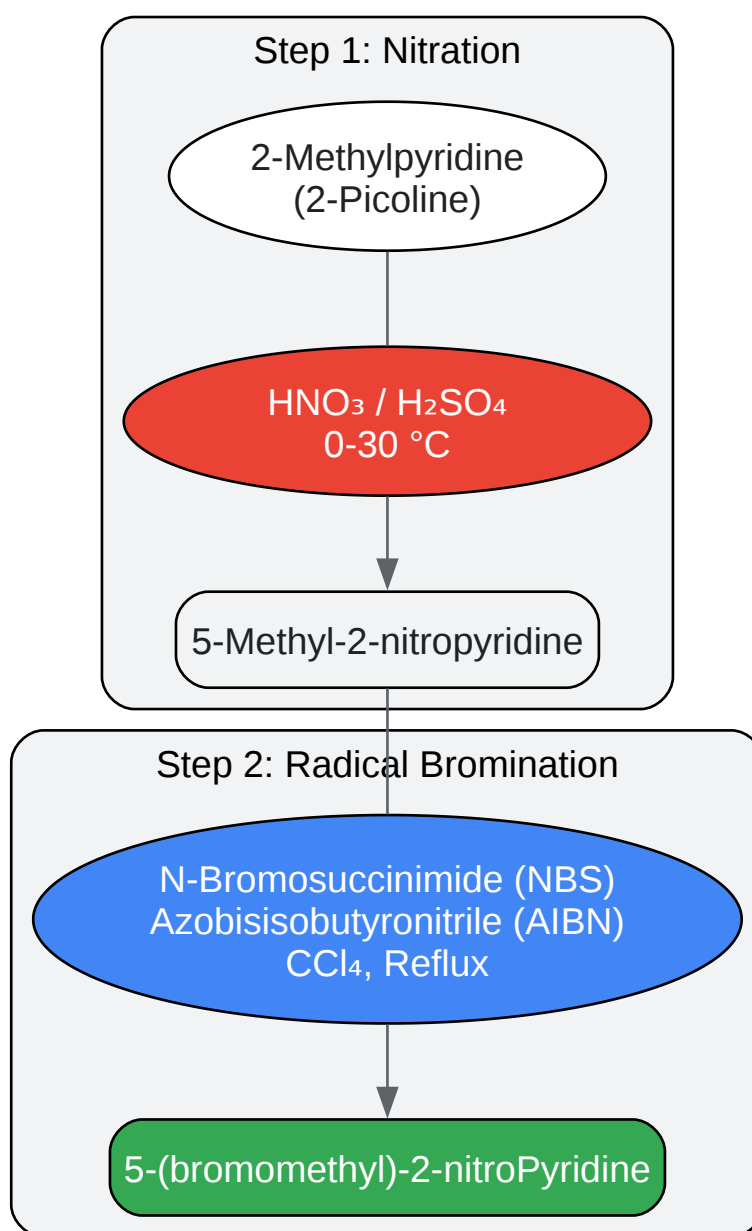 Step 1: Nitration
2-Methylpyridine
(2-Picoline)
HNO₃ / H₂SO₄
0-30 °C
5-Methyl-2-nitropyridine
Step 2: Radical Bromination
N-Bromosuccinimide (NBS)
Azobisisobutyronitrile (AIBN)
CCl₄, Reflux
5-(bromomethyl)-2-nitroPyridine